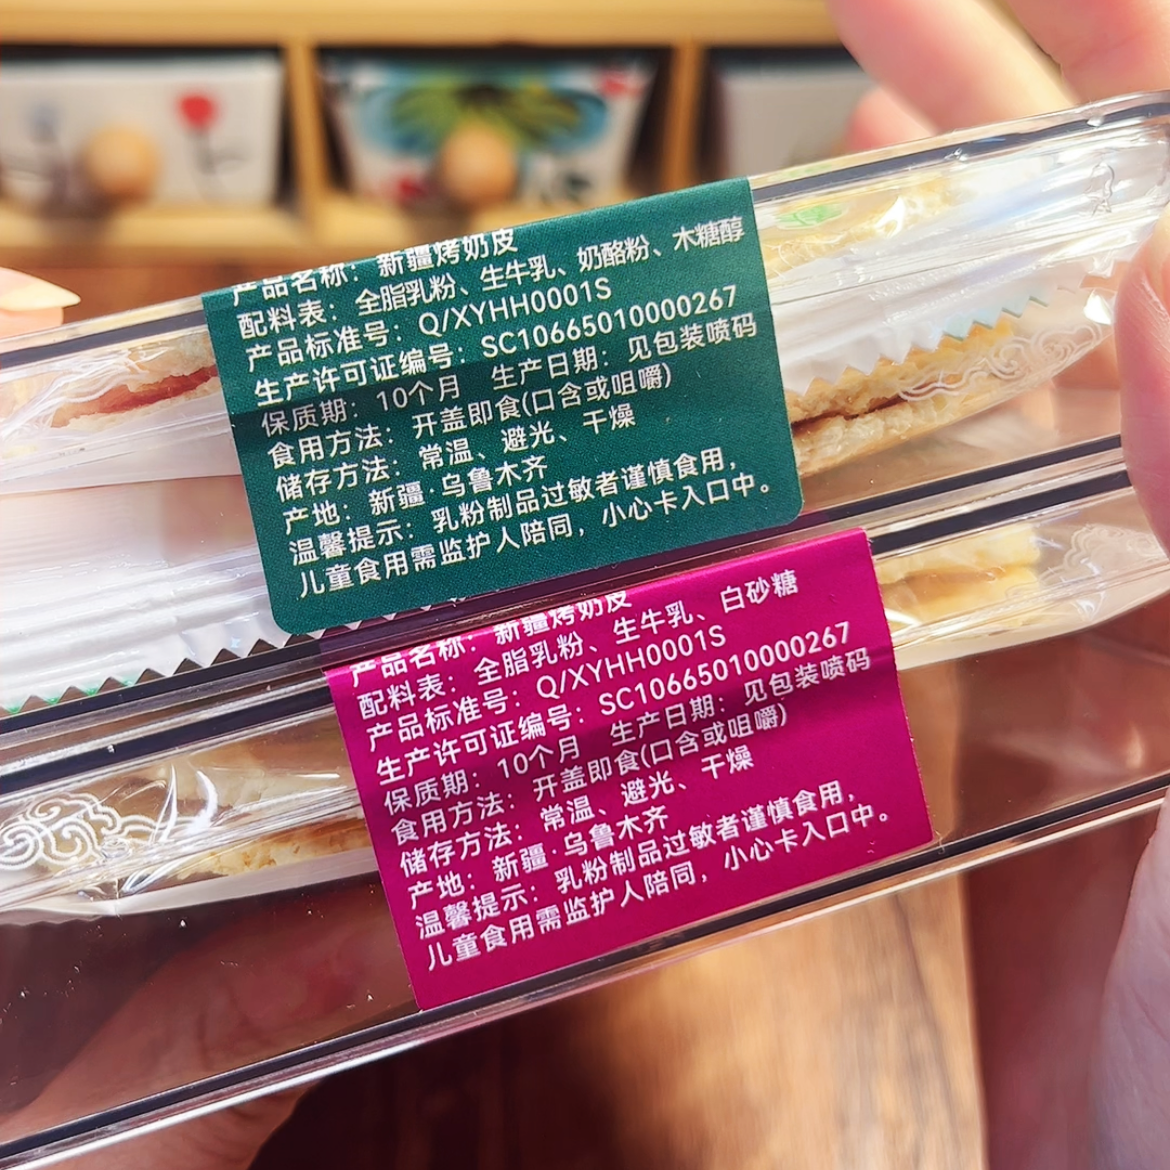 产品名称：新疆烤奶皮
配料表：全脂乳粉、生牛乳、奶酪粉、木糖醇
产品标准号：Q/XYHH0001S
生产许可证编号：SC10665010000267
保质期：10个月 生产日期：见包装喷码
食用方法：开盖即食(口含或咀嚼)
储存方法：常温、避光、干燥
产地：新疆·乌鲁木齐
温馨提示：乳粉制品过敏者谨慎食用，
儿童食用需监护人陪同，小心卡入口中。
产品名称：新疆烤奶皮
配料表：全脂乳粉、生牛乳、白砂糖
产品标准号：Q/XYHH0001S
生产许可证编号：SC10665010000267
保质期：10个月 生产日期：见包装喷码
食用方法：开盖即食(口含或咀嚼)
储存方法：常温、避光、干燥
产地：新疆·乌鲁木齐
温馨提示：乳粉制品过敏者谨慎食用，
儿童食用需监护人陪同，小心卡入口中。